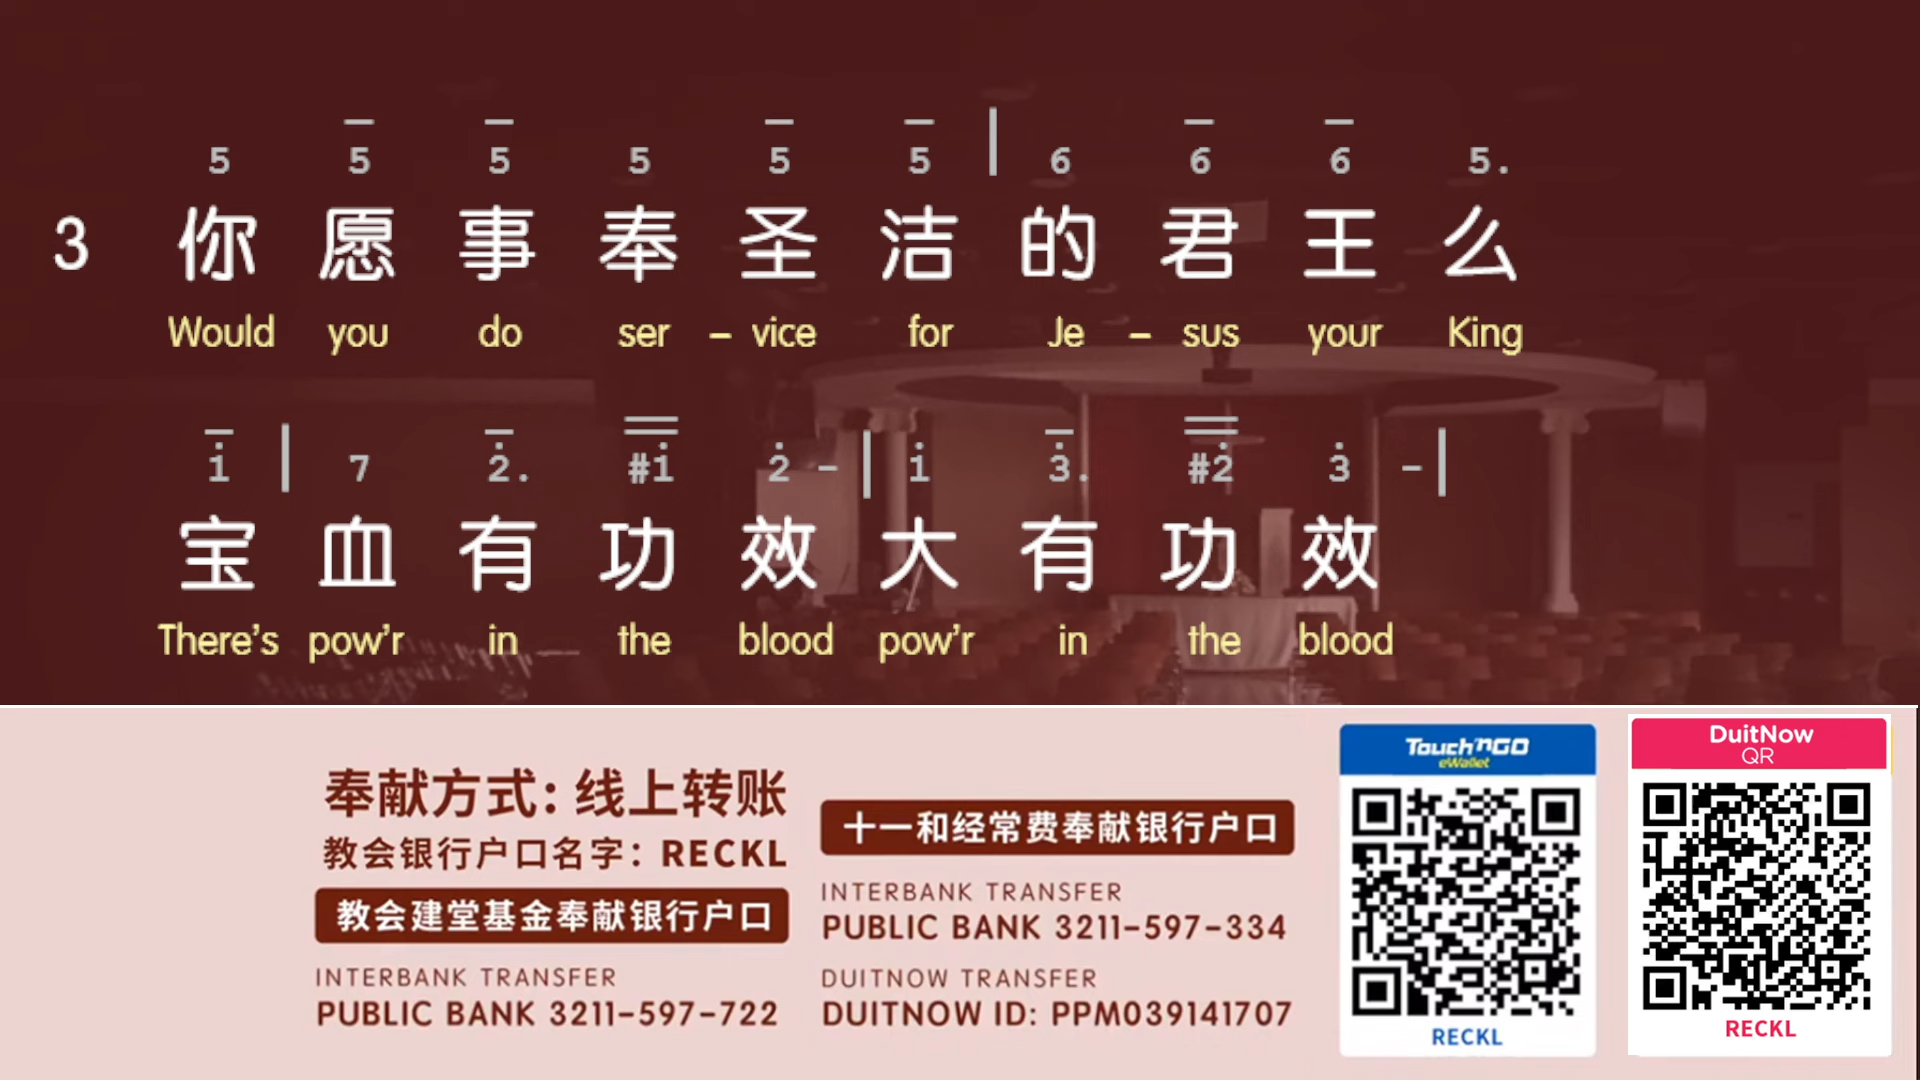 5 5 5 5 5 5 | 6 6 6 5.
3 你愿事奉圣洁的君王么
Would you do ser – vice for Je – sus your King
i | 7 2. #i 2 – | i 3. #2 3 – |
宝血有功效大有功效
There's pow'r in the blood pow'r in the blood
奉献方式：线上转账
教会银行户口名字：RECKL
教会建堂基金奉献银行户口
INTERBANK TRANSFER
PUBLIC BANK 3211-597-722
十一和经常费奉献银行户口
INTERBANK TRANSFER
PUBLIC BANK 3211-597-334
DUITNOW TRANSFER
DUITNOW ID: PPM039141707
Touch'nGO
eWallet
RECKL
DuitNow
QR
RECKL